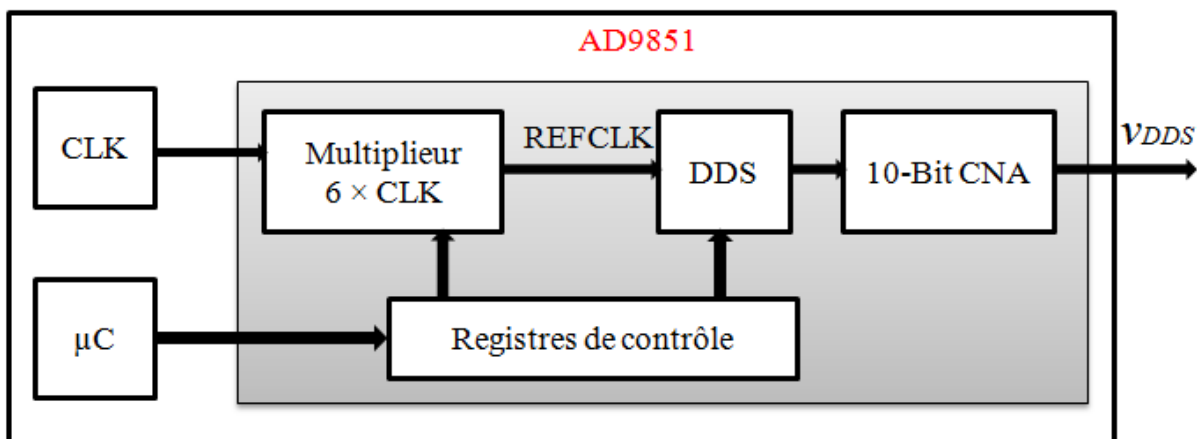 AD9851
CLK
Multiplieur
6 × CLK
REFCLK
DDS
10-Bit CNA
vDDS
µC
Registres de contrôle